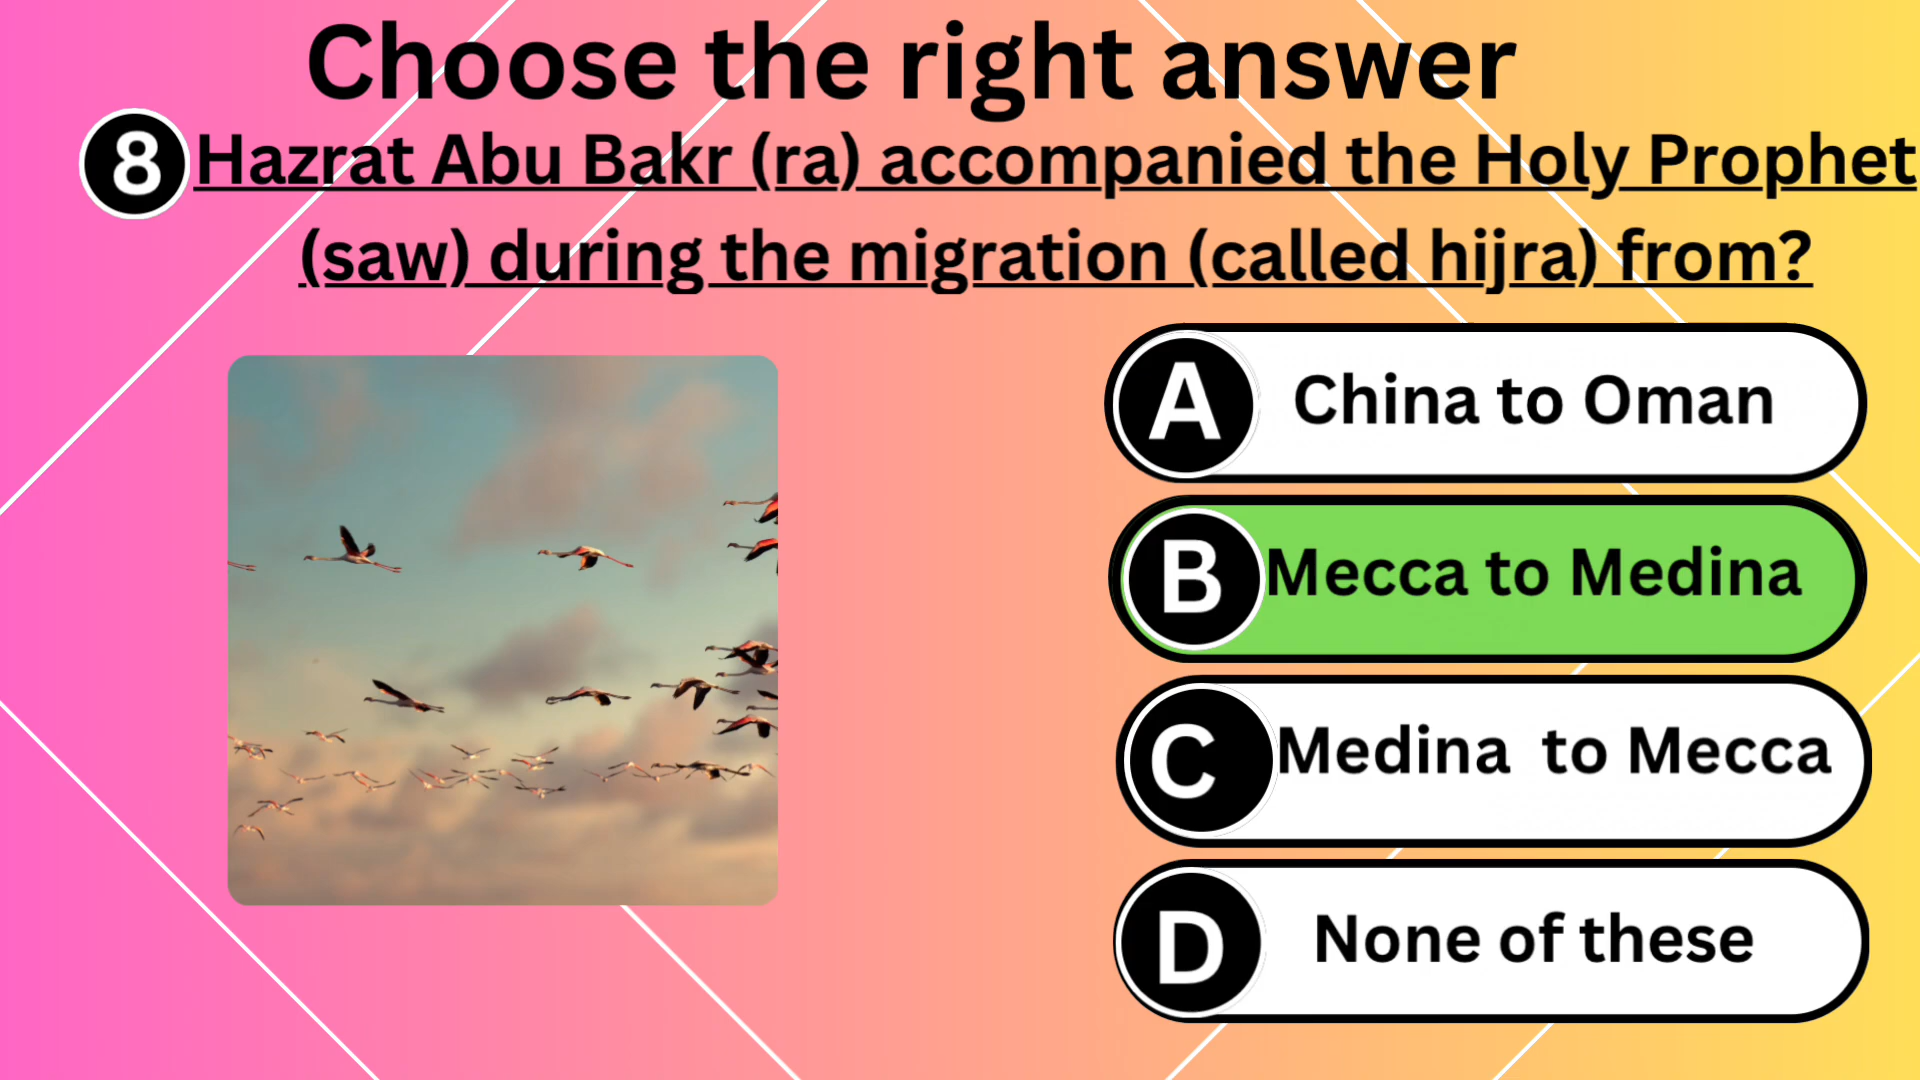 Choose the right answer
8 Hazrat Abu Bakr (ra) accompanied the Holy Prophet
(saw) during the migration (called hijra) from?
A China to Oman
B Mecca to Medina
C Medina to Mecca
D None of these